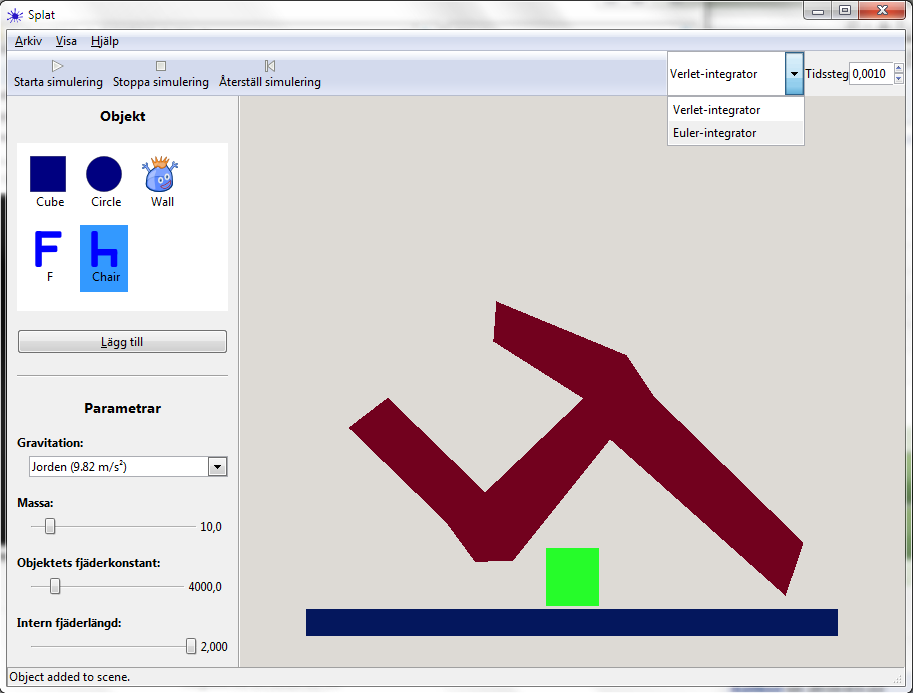 Splat
Arkiv Visa Hjälp
Starta simulering Stoppa simulering Återställ simulering
Verlet-integrator
Tidssteg 0,0010
Verlet-integrator
Euler-integrator
Objekt
Cube Circle Wall
F Chair
Lägg till
Parametrar
Gravitation:
Jorden (9.82 m/s²)
Massa:
10,0
Objektets fjäderkonstant:
4000,0
Intern fjäderlängd:
2,000
Object added to scene.